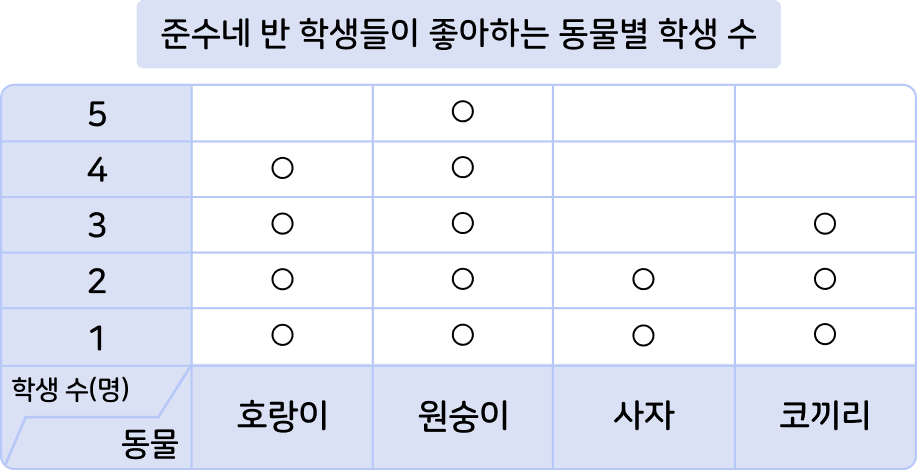 준수네 반 학생들이 좋아하는 동물별 학생 수
5 ○
4 ○ ○
3 ○ ○ ○
2 ○ ○ ○ ○
1 ○ ○ ○ ○
학생 수(명)
동물
호랑이 원숭이 사자 코끼리